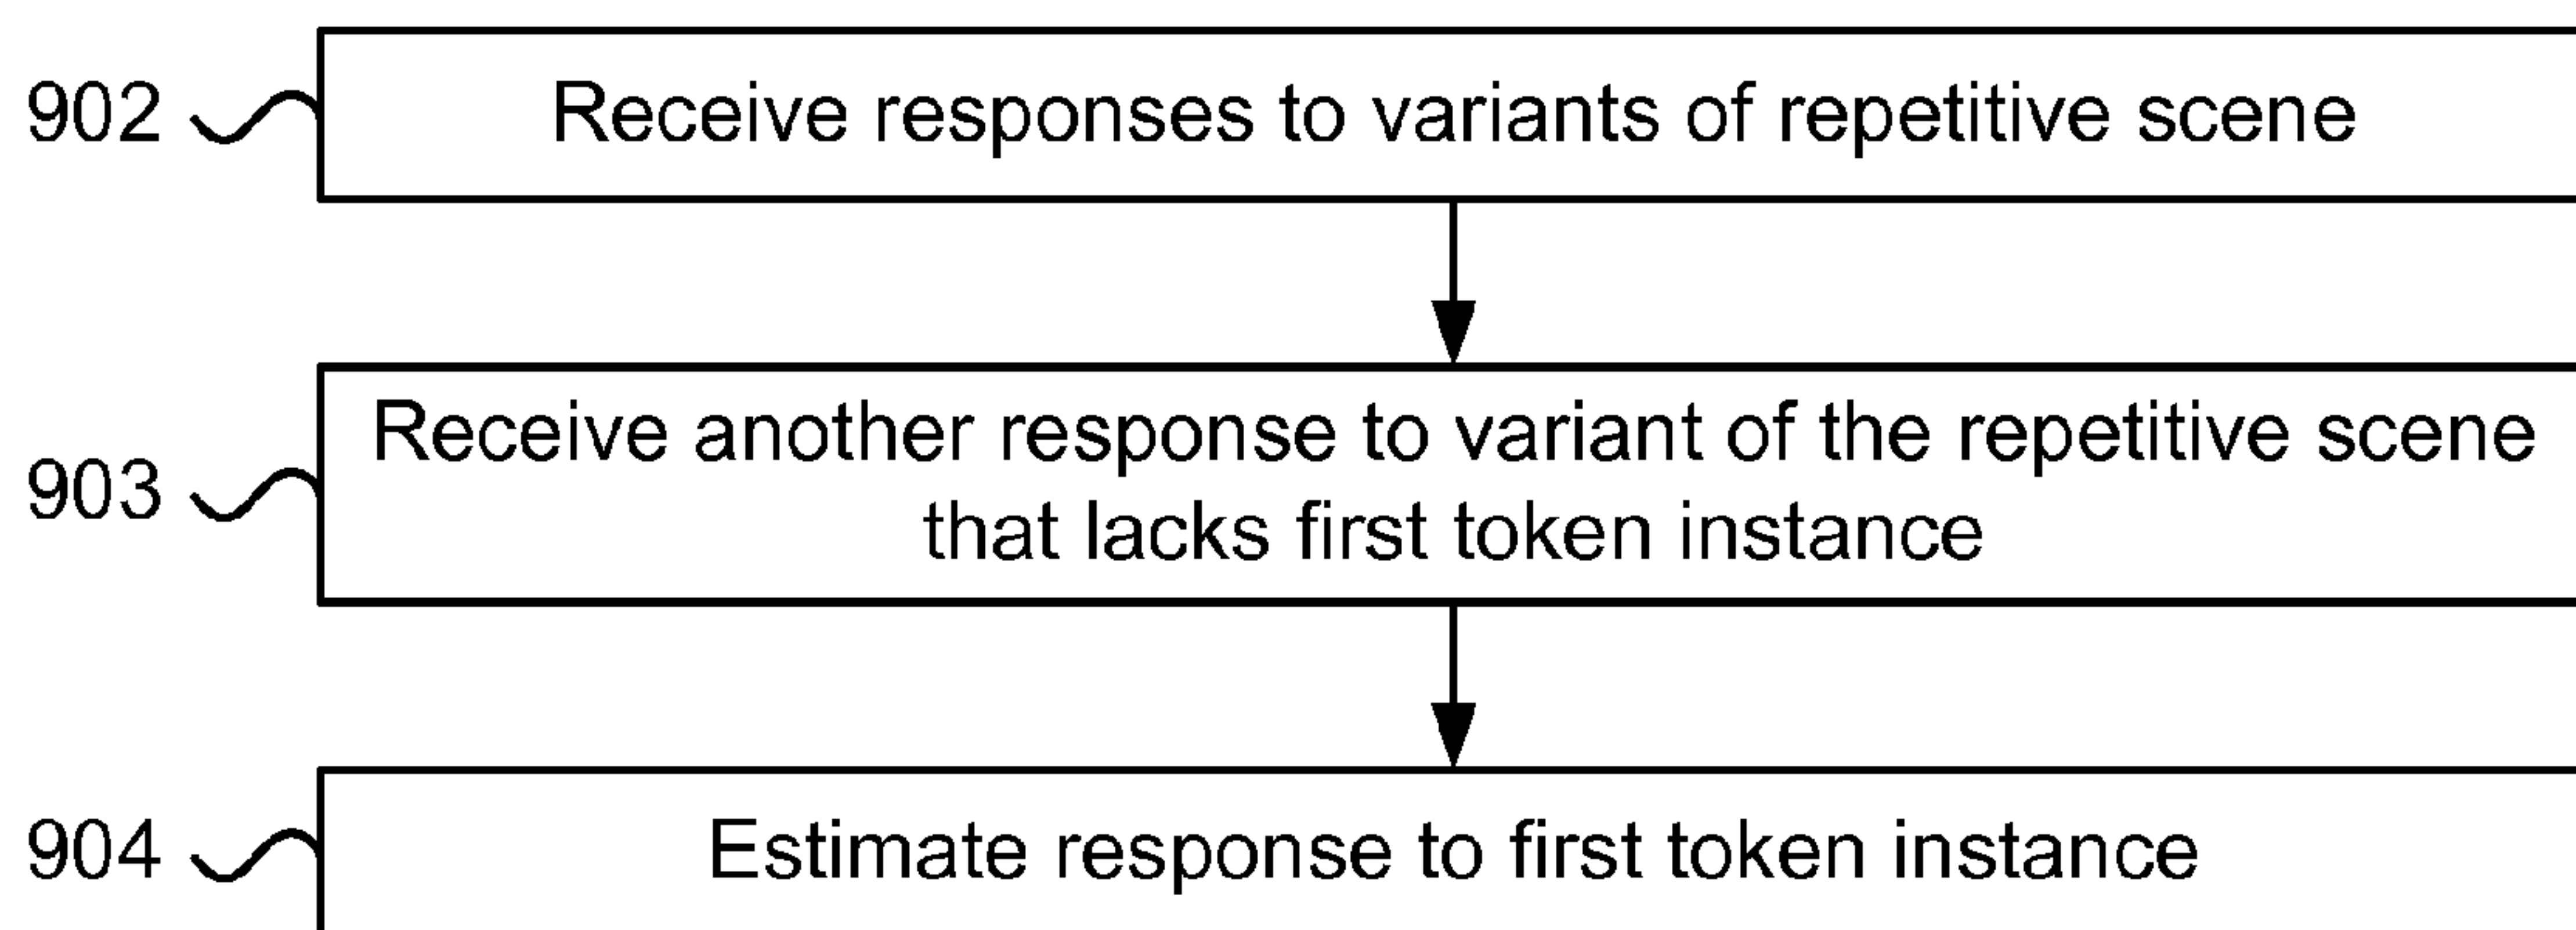 902
Receive responses to variants of repetitive scene
903
Receive another response to variant of the repetitive scene
that lacks first token instance
904
Estimate response to first token instance